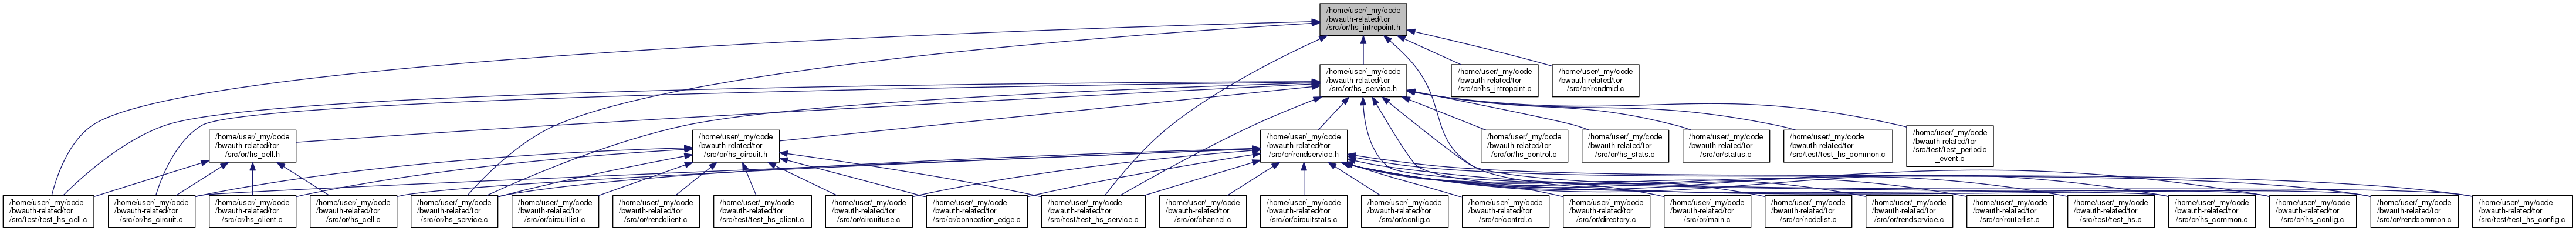 /home/user/_my/code
/bwauth-related/tor
/src/or/hs_intropoint.h
/home/user/_my/code
/bwauth-related/tor
/src/or/hs_service.h
/home/user/_my/code
/bwauth-related/tor
/src/or/hs_intropoint.c
/home/user/_my/code
/bwauth-related/tor
/src/or/rendmid.c
/home/user/_my/code
/bwauth-related/tor
/src/or/hs_cell.h
/home/user/_my/code
/bwauth-related/tor
/src/or/hs_circuit.h
/home/user/_my/code
/bwauth-related/tor
/src/or/rendservice.h
/home/user/_my/code
/bwauth-related/tor
/src/or/hs_control.c
/home/user/_my/code
/bwauth-related/tor
/src/or/hs_stats.c
/home/user/_my/code
/bwauth-related/tor
/src/or/status.c
/home/user/_my/code
/bwauth-related/tor
/src/test/test_hs_common.c
/home/user/_my/code
/bwauth-related/tor
/src/test/test_periodic
_event.c
/home/user/_my/code
/bwauth-related/tor
/src/test/test_hs_cell.c
/home/user/_my/code
/bwauth-related/tor
/src/or/hs_circuit.c
/home/user/_my/code
/bwauth-related/tor
/src/or/hs_client.c
/home/user/_my/code
/bwauth-related/tor
/src/or/hs_cell.c
/home/user/_my/code
/bwauth-related/tor
/src/or/hs_service.c
/home/user/_my/code
/bwauth-related/tor
/src/or/circuitlist.c
/home/user/_my/code
/bwauth-related/tor
/src/or/rendclient.c
/home/user/_my/code
/bwauth-related/tor
/src/test/test_hs_client.c
/home/user/_my/code
/bwauth-related/tor
/src/or/circuituse.c
/home/user/_my/code
/bwauth-related/tor
/src/or/connection_edge.c
/home/user/_my/code
/bwauth-related/tor
/src/test/test_hs_service.c
/home/user/_my/code
/bwauth-related/tor
/src/or/channel.c
/home/user/_my/code
/bwauth-related/tor
/src/or/circuitstats.c
/home/user/_my/code
/bwauth-related/tor
/src/or/config.c
/home/user/_my/code
/bwauth-related/tor
/src/or/control.c
/home/user/_my/code
/bwauth-related/tor
/src/or/directory.c
/home/user/_my/code
/bwauth-related/tor
/src/or/main.c
/home/user/_my/code
/bwauth-related/tor
/src/or/nodelist.c
/home/user/_my/code
/bwauth-related/tor
/src/or/rendservice.c
/home/user/_my/code
/bwauth-related/tor
/src/or/routerlist.c
/home/user/_my/code
/bwauth-related/tor
/src/test/test_hs.c
/home/user/_my/code
/bwauth-related/tor
/src/or/hs_common.c
/home/user/_my/code
/bwauth-related/tor
/src/or/hs_config.c
/home/user/_my/code
/bwauth-related/tor
/src/or/rendcommon.c
/home/user/_my/code
/bwauth-related/tor
/src/test/test_hs_config.c